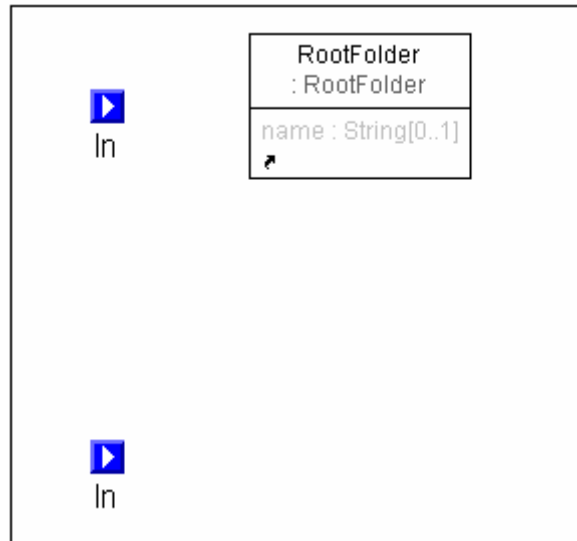 RootFolder
: RootFolder
In
name : String[0..1]
In